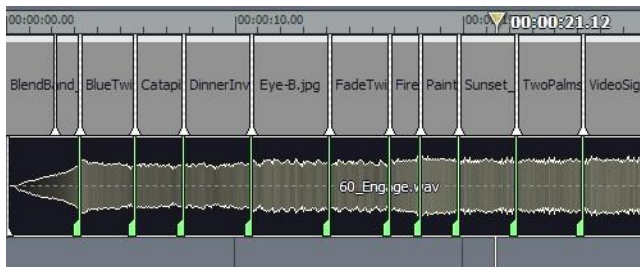 00:00:00.00 00:00:10.00 00:00:21.12
BlendBand_ BlueTwi Catapi DinnerInv Eye-B.jpg FadeTwi Fire Paint Sunset_ TwoPalms VideoSig
60_Engage.wav